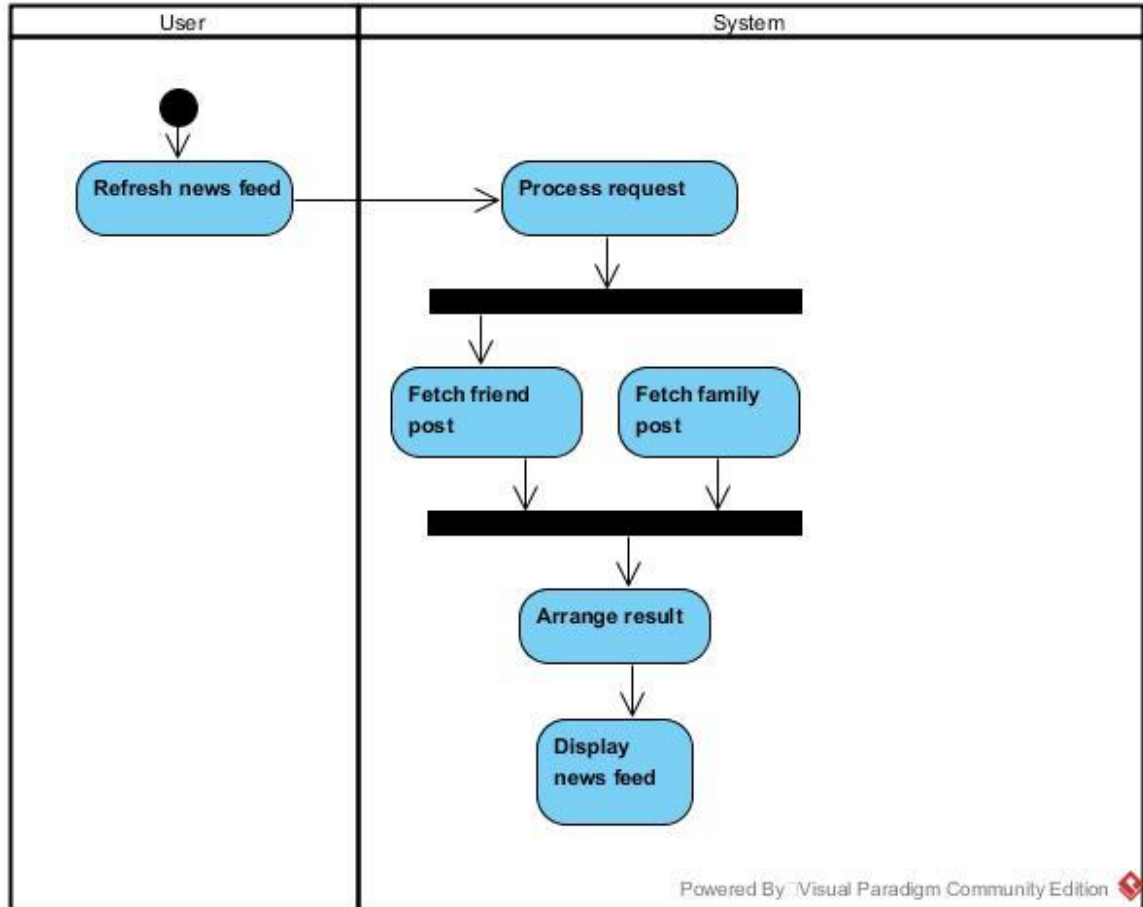 User
System
Refresh news feed
Process request
Fetch friend
post
Fetch family
post
Arrange result
Display
news feed
Powered By Visual Paradigm Community Edition